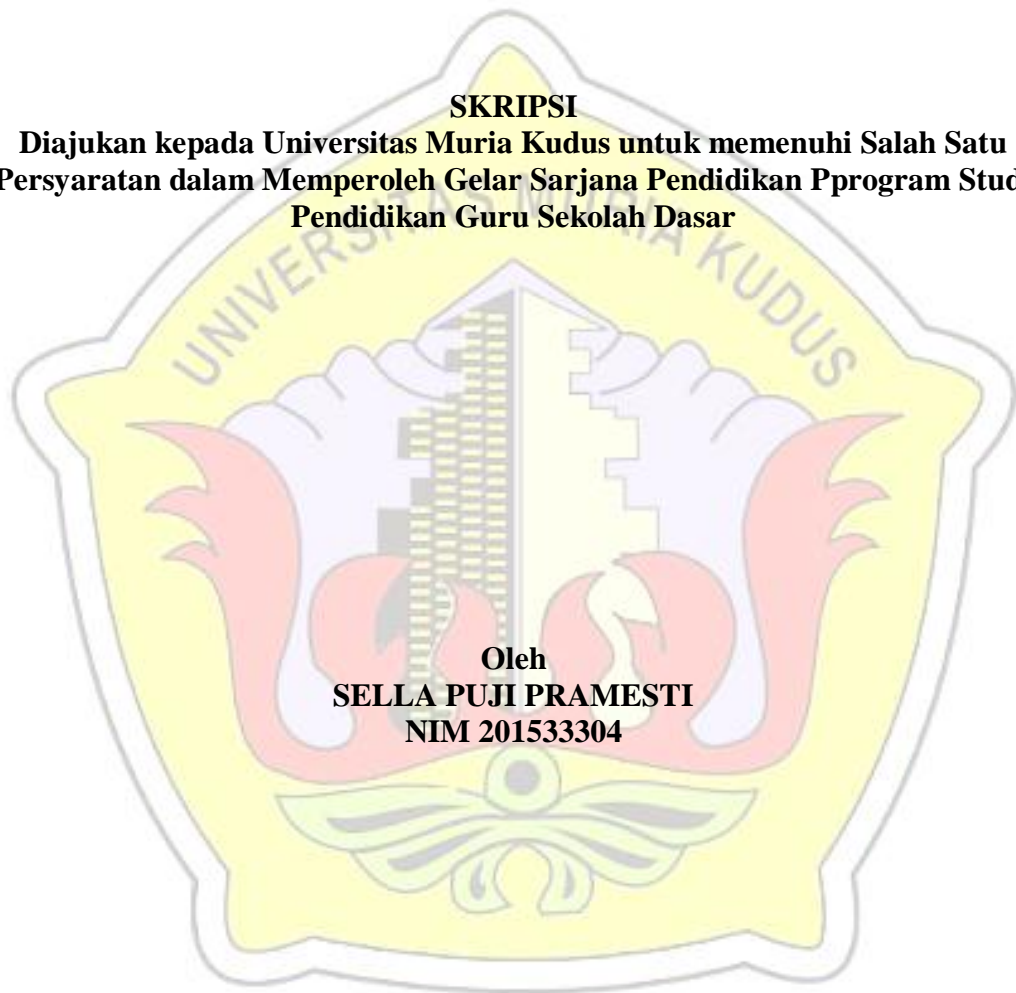 SKRIPSI
Diajukan kepada Universitas Muria Kudus untuk memenuhi Salah Satu
Persyaratan dalam Memperoleh Gelar Sarjana Pendidikan Pprogram Stud
Pendidikan Guru Sekolah Dasar
UNIVERSITAS MURIA KUDUS
Oleh
SELLA PUJI PRAMESTI
NIM 201533304